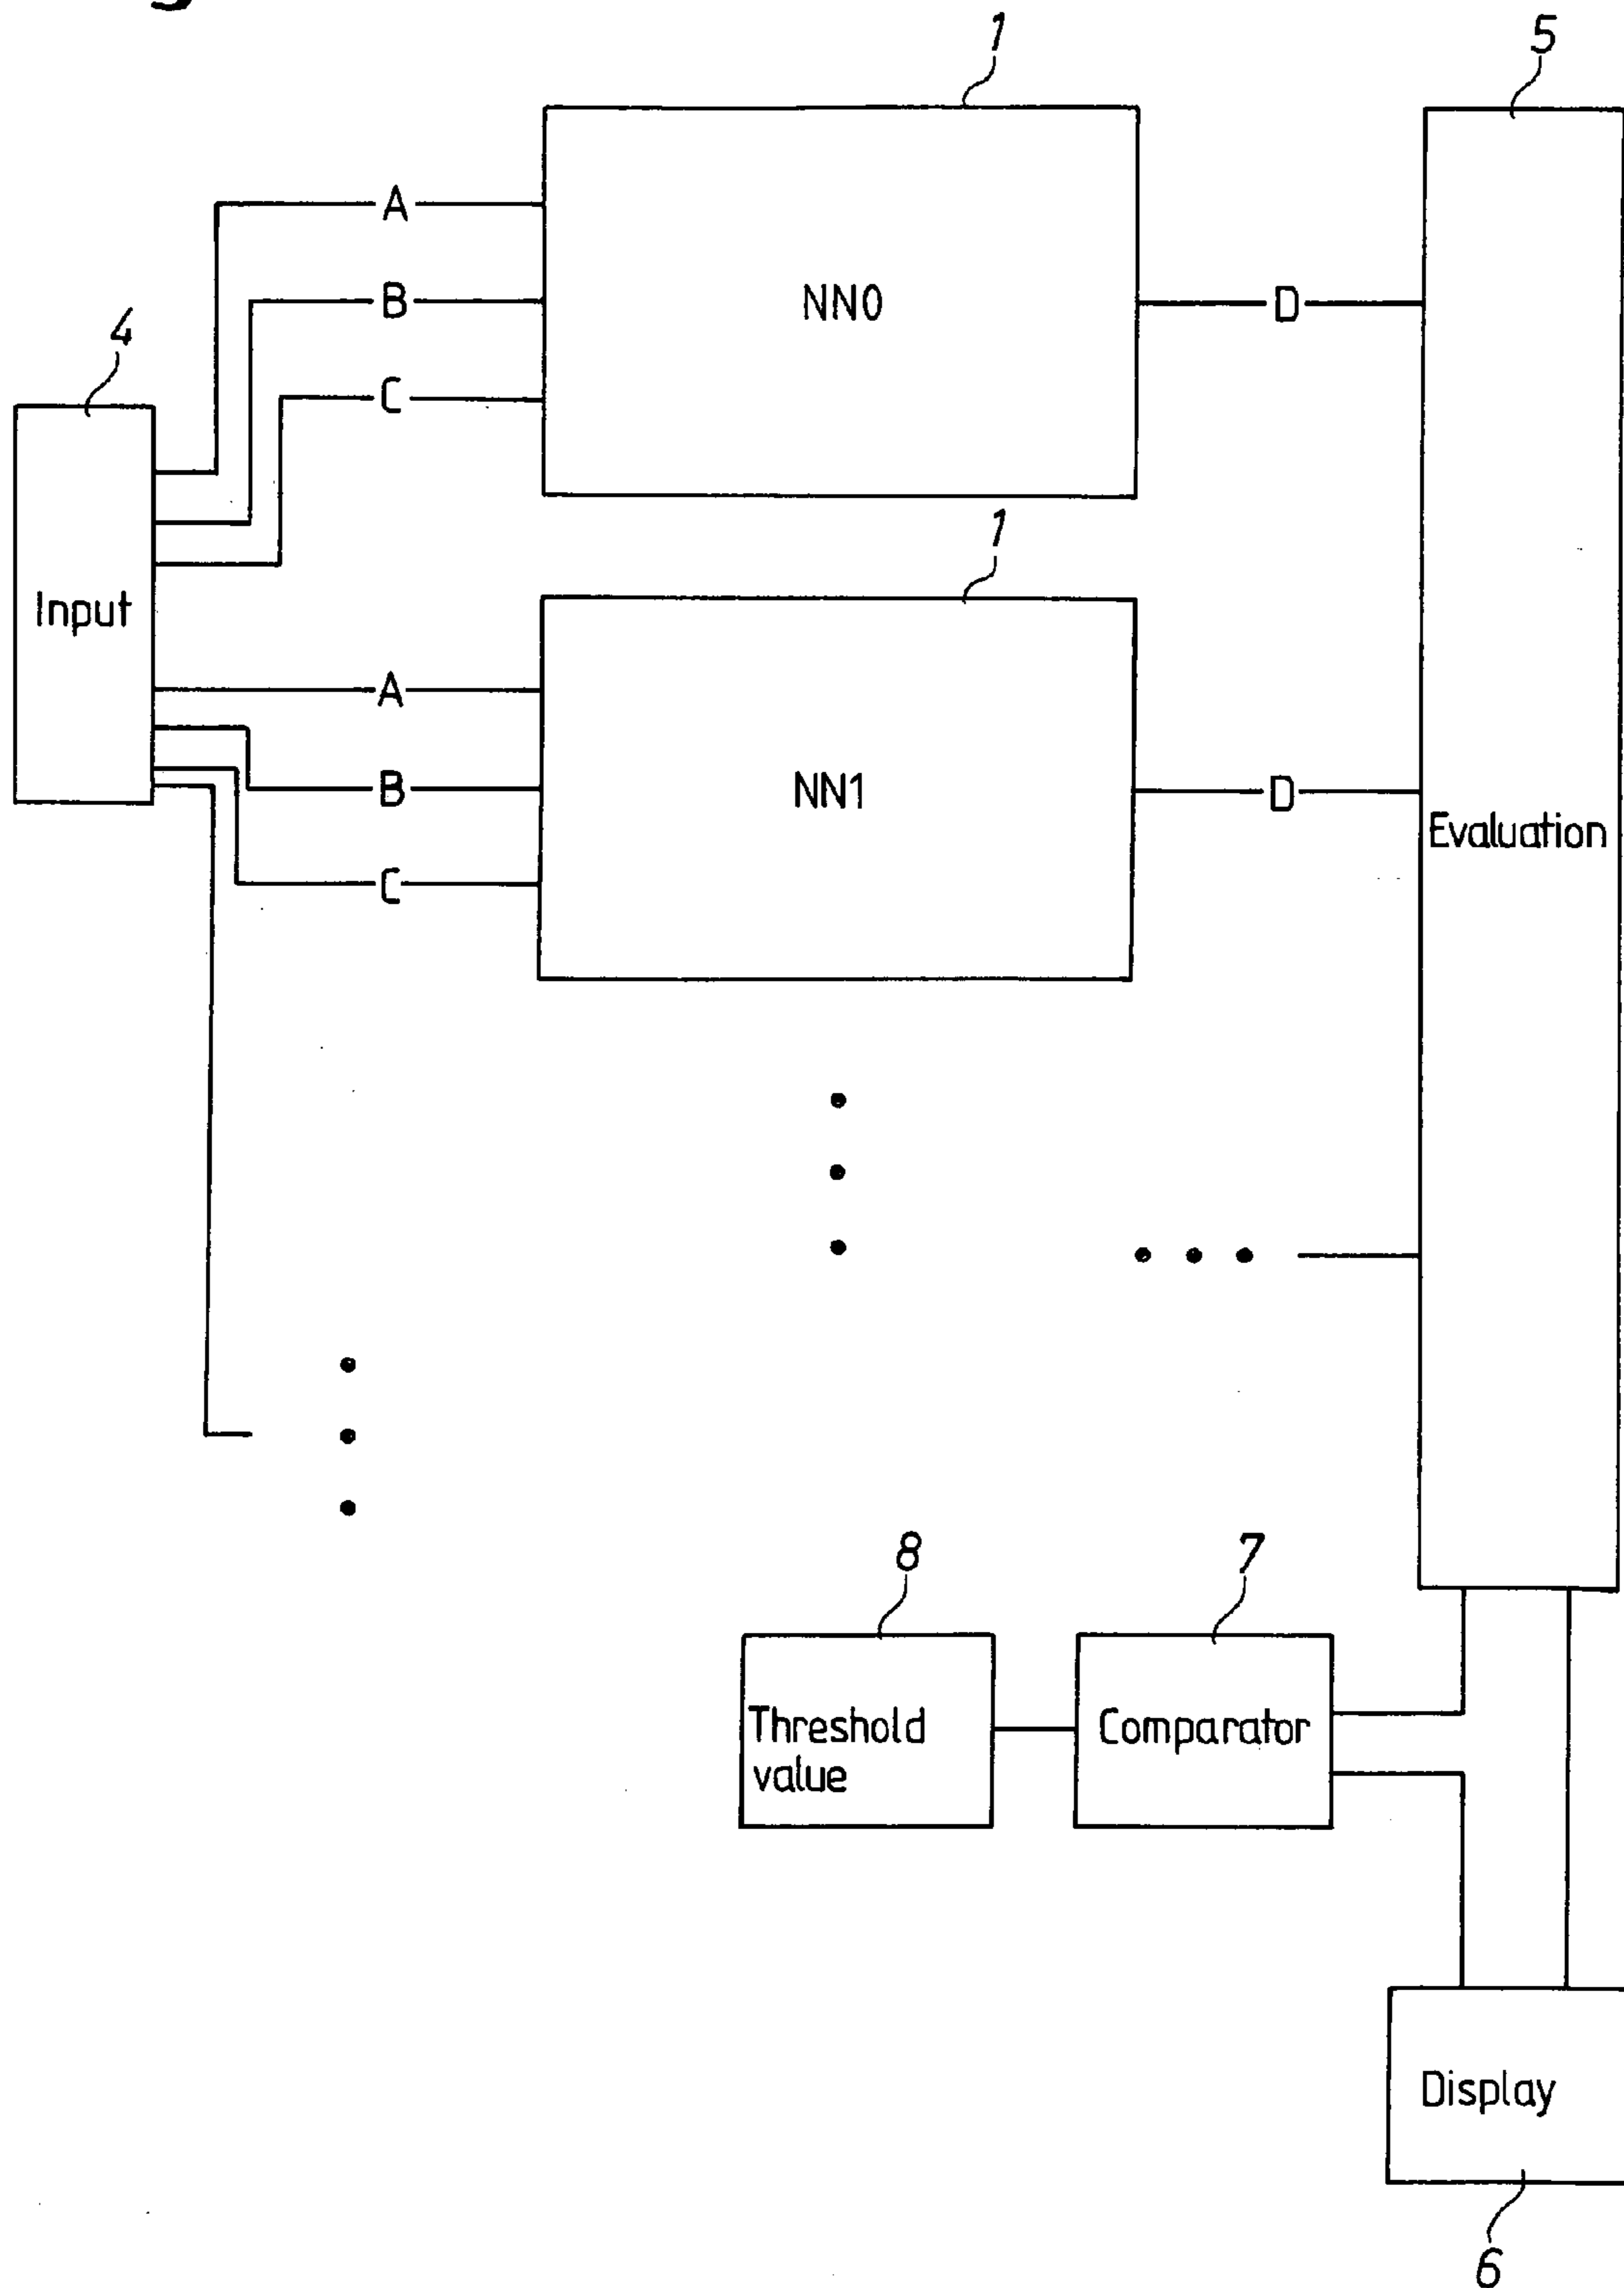 1
5
A
B
NN0
D
4
C
1
Input
A
B
NN1
D
Evaluation
C
8
7
Threshold
value
Comparator
Display
6